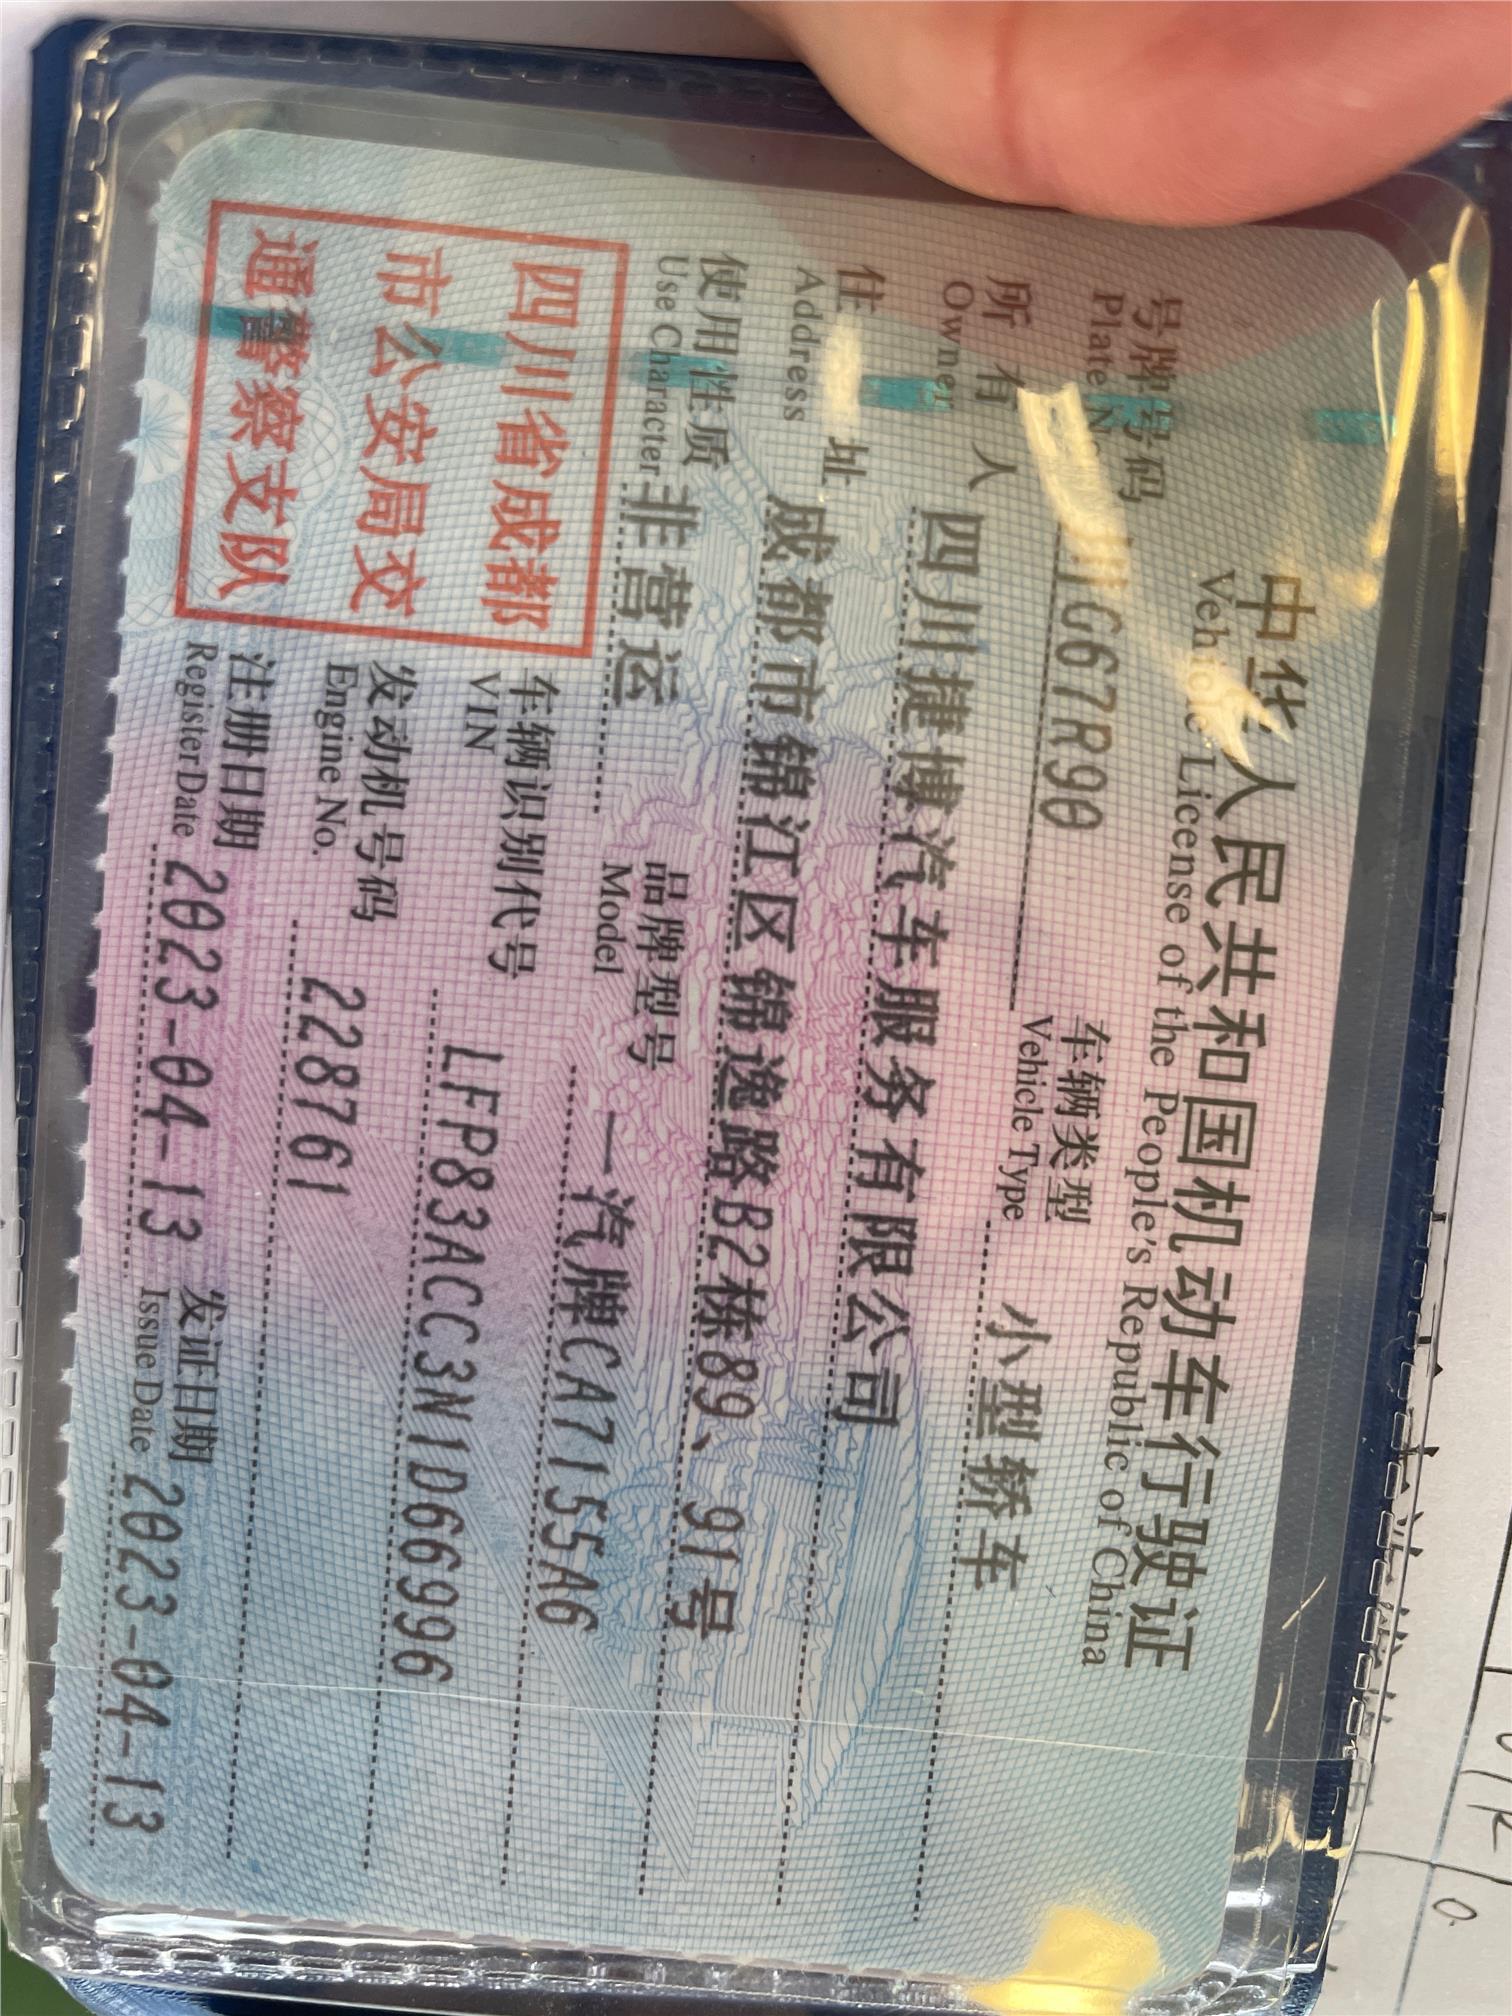 中华人民共和国机动车行驶证
Vehicle License of the People's Republic of China
号牌号码 川G67R90 车辆类型 小型轿车
Plate No. Vehicle Type
所有人 四川捷博汽车服务有限公司
Owner
住址 成都市锦江区锦逸路B2栋89、91号
Address
使用性质 非营运 品牌型号 一汽牌CA7155A6
Use Character Model
四川省成都
市公安局交
通警察支队
车辆识别代号 LFP83ACC3N1D66996
VIN
发动机号码 228761
Engine No.
注册日期 2023-04-13 发证日期 2023-04-13
Register Date Issue Date